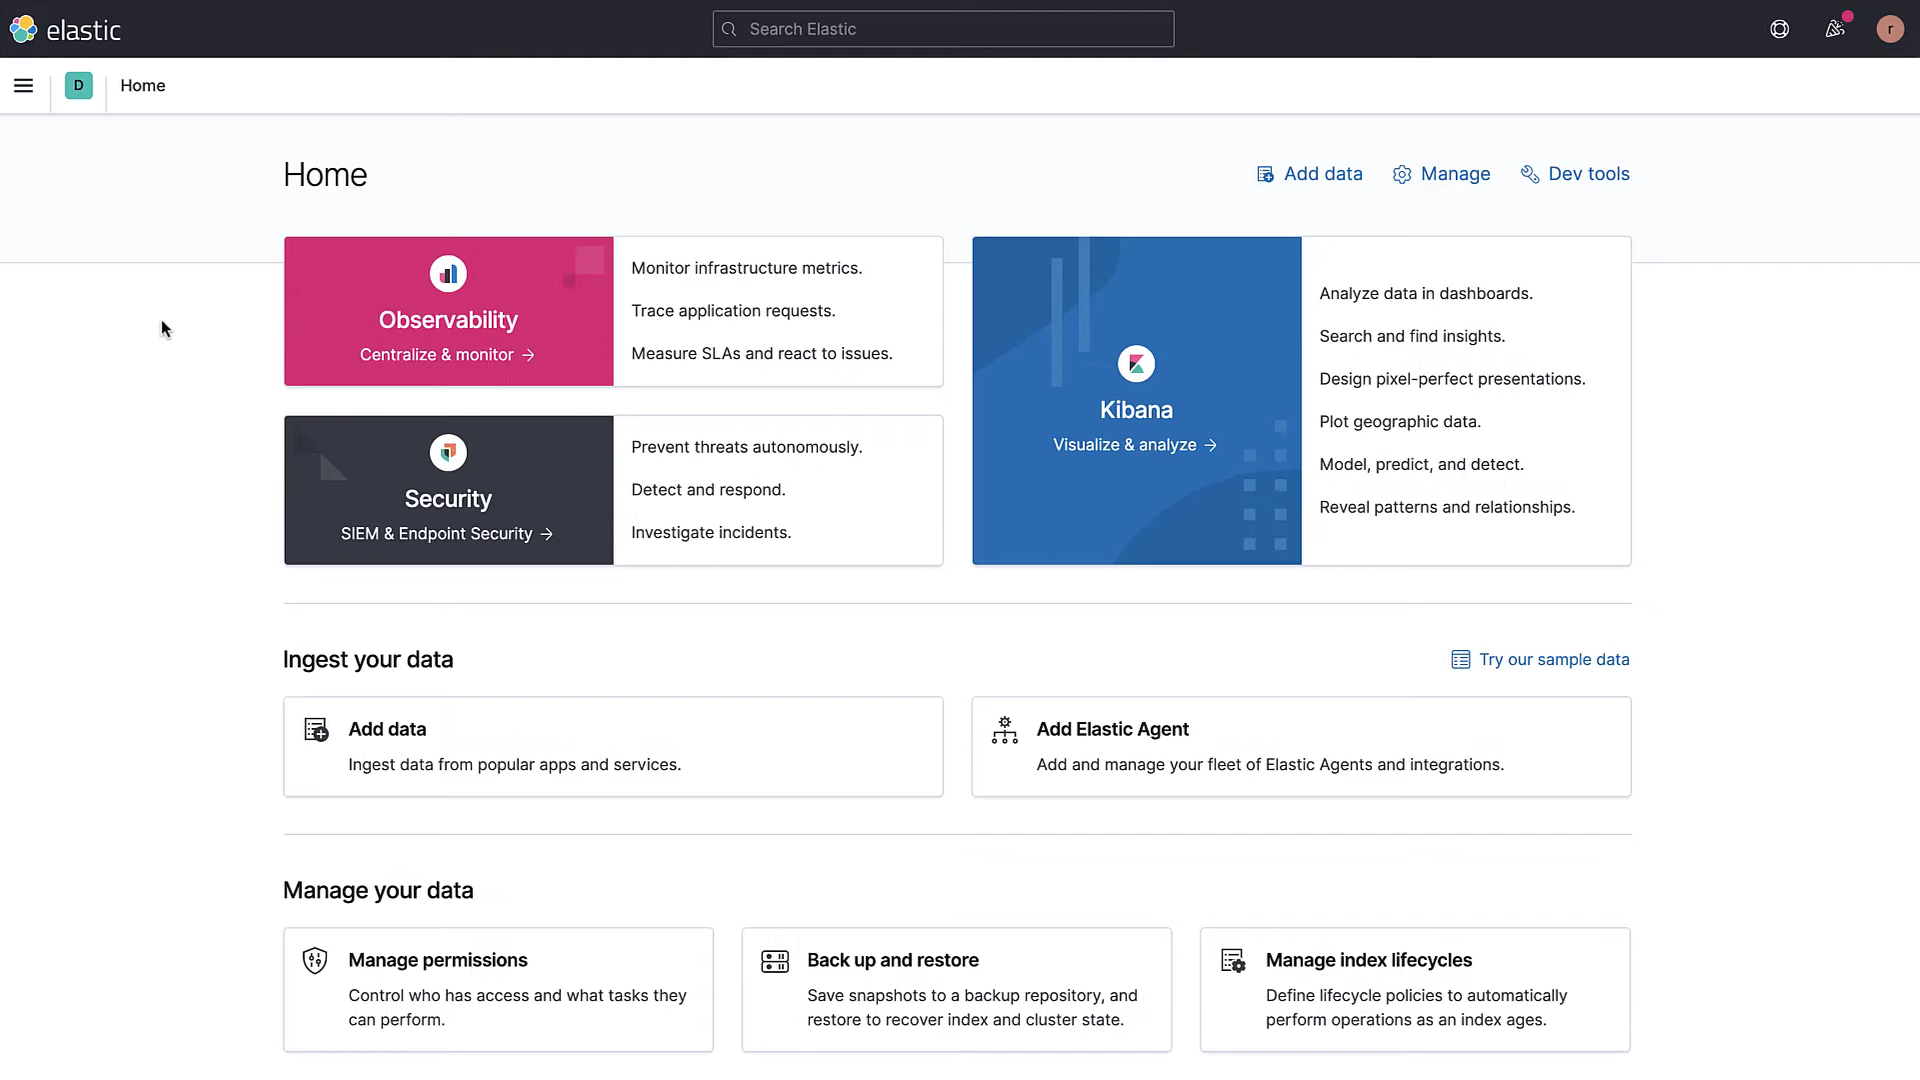 elastic
Search Elastic
r
D
Home
Home
Add data
Manage
Dev tools
Observability
Centralize & monitor →
Monitor infrastructure metrics.
Trace application requests.
Measure SLAs and react to issues.
Security
SIEM & Endpoint Security →
Prevent threats autonomously.
Detect and respond.
Investigate incidents.
Kibana
Visualize & analyze →
Analyze data in dashboards.
Search and find insights.
Design pixel-perfect presentations.
Plot geographic data.
Model, predict, and detect.
Reveal patterns and relationships.
Ingest your data
Try our sample data
Add data
Ingest data from popular apps and services.
Add Elastic Agent
Add and manage your fleet of Elastic Agents and integrations.
Manage your data
Manage permissions
Control who has access and what tasks they
can perform.
Back up and restore
Save snapshots to a backup repository, and
restore to recover index and cluster state.
Manage index lifecycles
Define lifecycle policies to automatically
perform operations as an index ages.